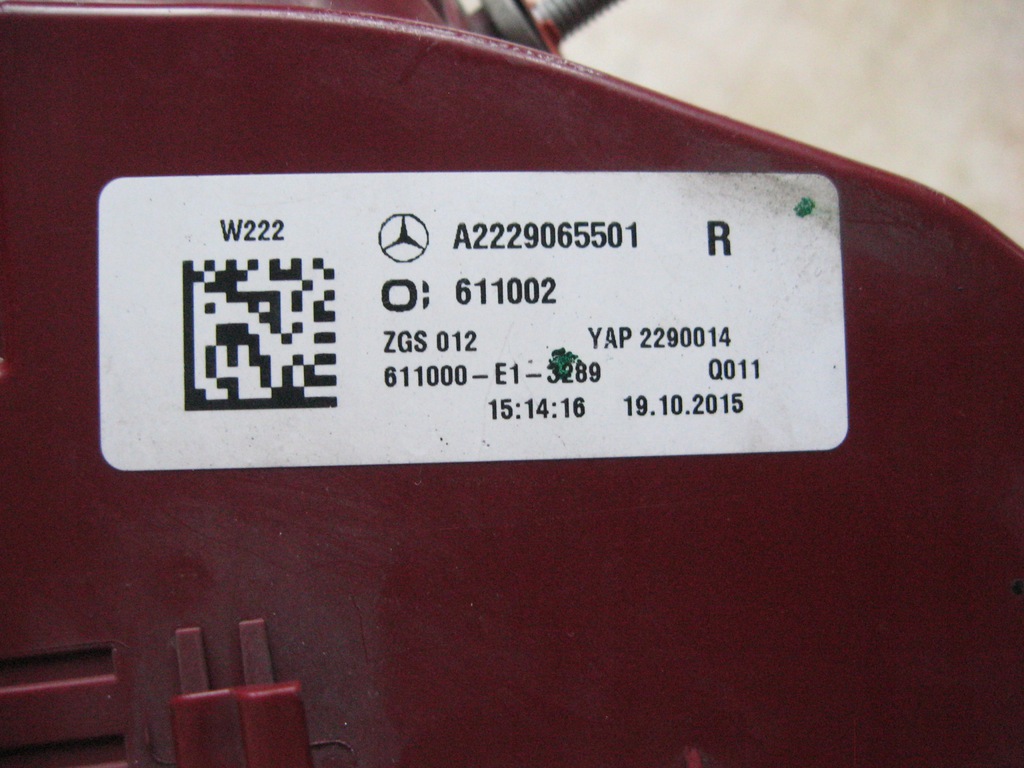 W222
A2229065501 R
611002
ZGS 012 YAP 2290014
611000-E1-3289 Q011
15:14:16 19.10.2015